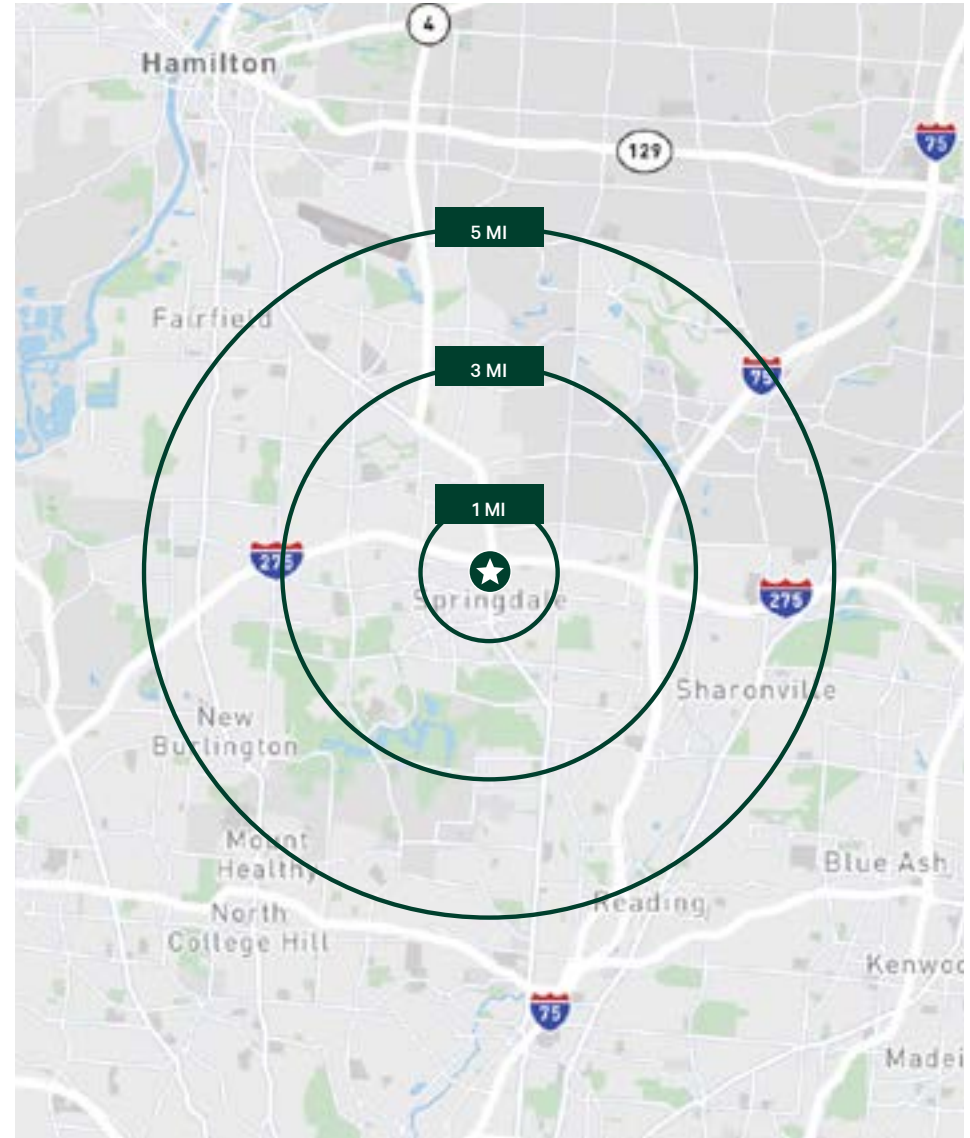 4
Hamilton
75
129
5 MI
Fairfield
3 MI
75
1 MI
275
Springdale
275
Sharonville
New
Burlington
Mount
Healthy
Blue Ash
Reading
North
College Hill
Kenwoo
75
Madei